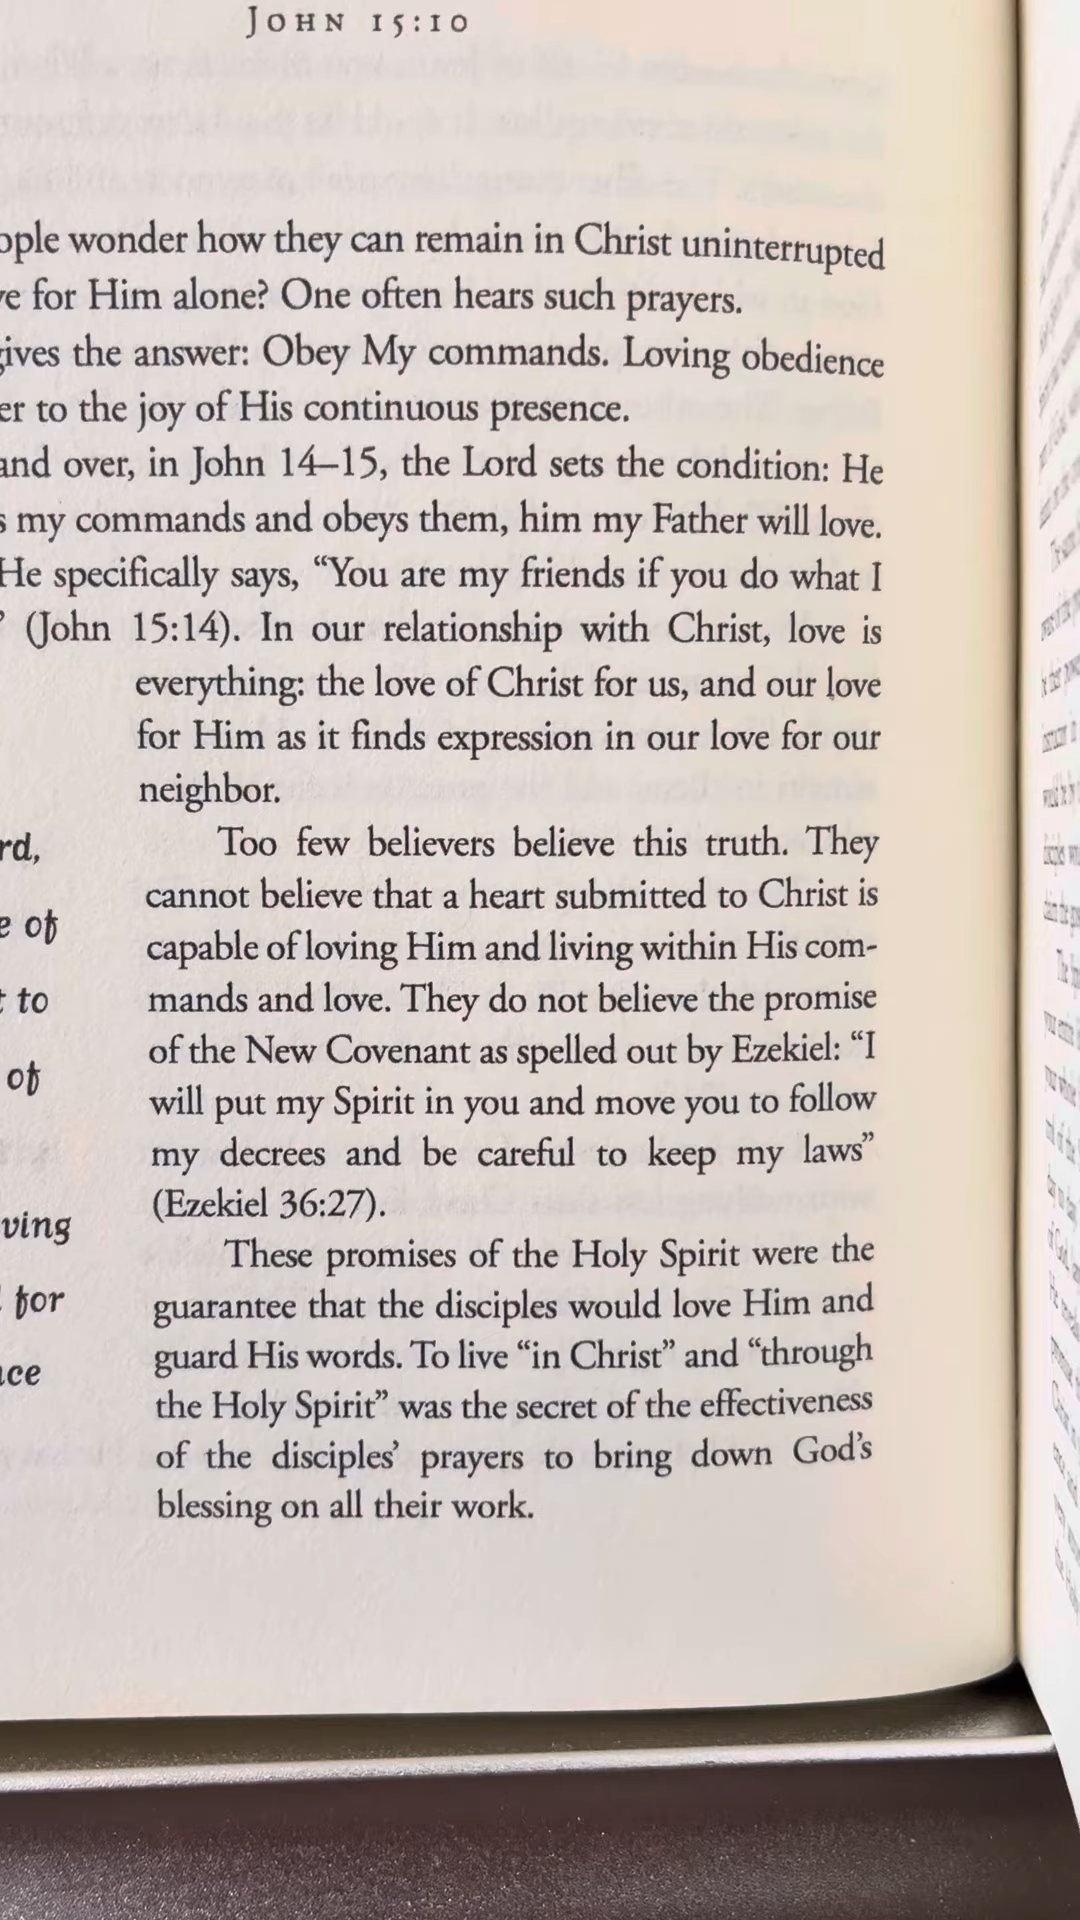 JOHN 15:10
wonder how they can remain in Christ uninterrupted
for Him alone? One often hears such prayers.
the answer: Obey My commands. Loving obedience
to the joy of His continuous presence.
and over, in John 14–15, the Lord sets the condition: He
my commands and obeys them, him my Father will love.
He specifically says, “You are my friends if you do what I
” (John 15:14). In our relationship with Christ, love is
everything: the love of Christ for us, and our love
for Him as it finds expression in our love for our
neighbor.
Too few believers believe this truth. They
cannot believe that a heart submitted to Christ is
capable of loving Him and living within His com-
mands and love. They do not believe the promise
of the New Covenant as spelled out by Ezekiel: “I
will put my Spirit in you and move you to follow
my decrees and be careful to keep my laws”
(Ezekiel 36:27).
These promises of the Holy Spirit were the
guarantee that the disciples would love Him and
guard His words. To live “in Christ” and “through
the Holy Spirit” was the secret of the effectiveness
of the disciples’ prayers to bring down God’s
blessing on all their work.
of
to
of
for